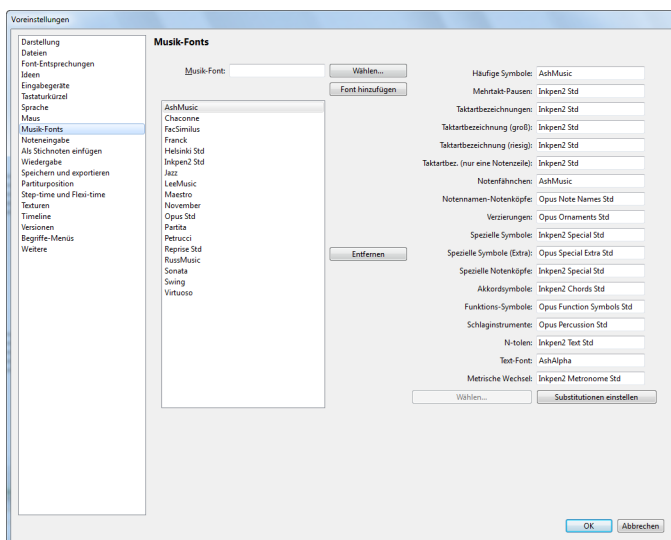 Voreinstellungen
Darstellung
Dateien
Font-Entsprechungen
Ideen
Eingabegeräte
Tastaturkürzel
Sprache
Maus
Musik-Fonts
Noteneingabe
Als Stichnoten einfügen
Wiedergabe
Speichern und exportieren
Partiturposition
Step-time und Flexi-time
Texturen
Timeline
Versionen
Begriffe-Menüs
Weitere
Musik-Fonts
Musik-Font:
Wählen...
Font hinzufügen
AshMusic
Chaconne
FacSimilus
Franck
Helsinki Std
Inkpen2 Std
Jazz
LeeMusic
Maestro
November
Opus Std
Partita
Petrucci
Reprise Std
RussMusic
Sonata
Swing
Virtuoso
Entfernen
Häufige Symbole: AshMusic
Mehrtakt-Pausen: Inkpen2 Std
Taktartbezeichnungen: Inkpen2 Std
Taktartbezeichnung (groß): Inkpen2 Std
Taktartbezeichnung (riesig): Inkpen2 Std
Taktartbez. (nur eine Notenzeile): Inkpen2 Std
Notenfähnchen: AshMusic
Notennamen-Notenköpfe: Opus Note Names Std
Verzierungen: Opus Ornaments Std
Spezielle Symbole: Inkpen2 Special Std
Spezielle Symbole (Extra): Opus Special Extra Std
Spezielle Notenköpfe: Inkpen2 Special Std
Akkordsymbole: Inkpen2 Chords Std
Funktions-Symbole: Opus Function Symbols Std
Schlaginstrumente: Opus Percussion Std
N-tolen: Inkpen2 Text Std
Text-Font: AshAlpha
Metrische Wechsel: Inkpen2 Metronome Std
Wählen...
Substitutionen einstellen
OK
Abbrechen